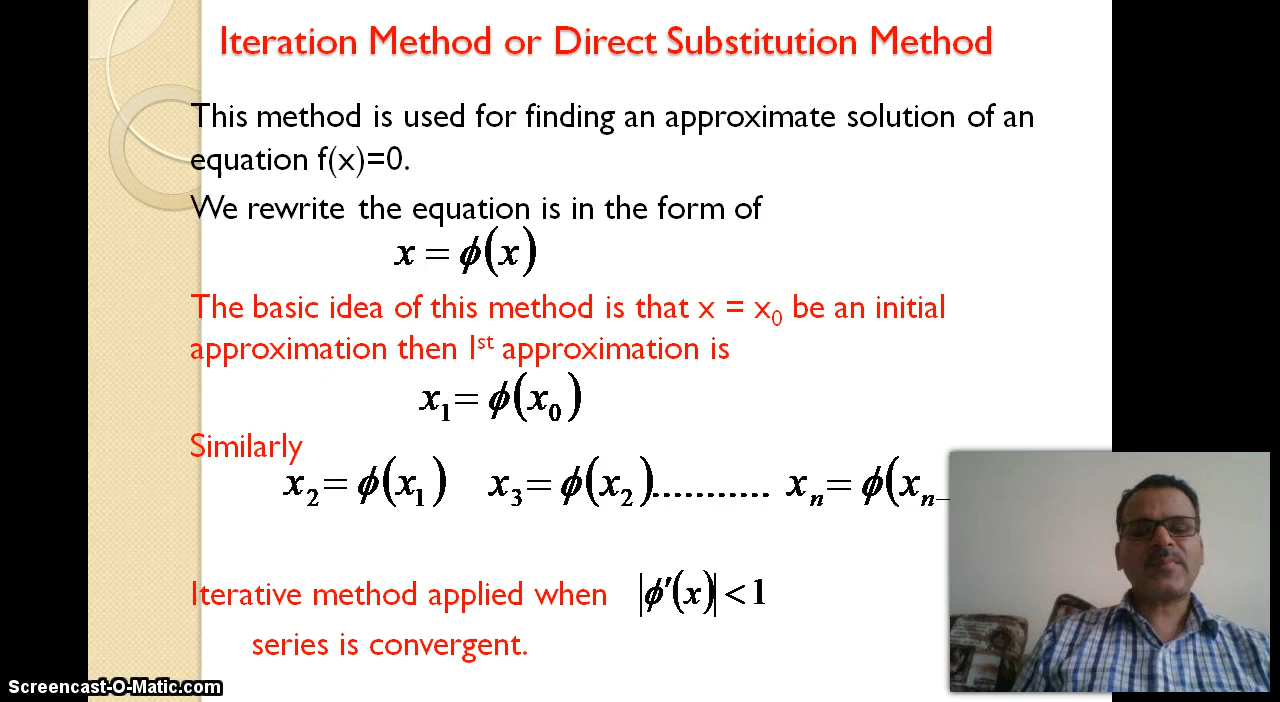 Iteration Method or Direct Substitution Method
This method is used for finding an approximate solution of an
equation f(x)=0.
We rewrite the equation is in the form of
x = ϕ(x)
The basic idea of this method is that x = x₀ be an initial
approximation then Iˢᵗ approximation is
x₁ = ϕ(x₀)
Similarly
x₂ = ϕ(x₁) x₃ = ϕ(x₂)........... xₙ = ϕ(xₙ₋
Iterative method applied when |ϕ′(x)| < 1
series is convergent.
Screencast-O-Matic.com